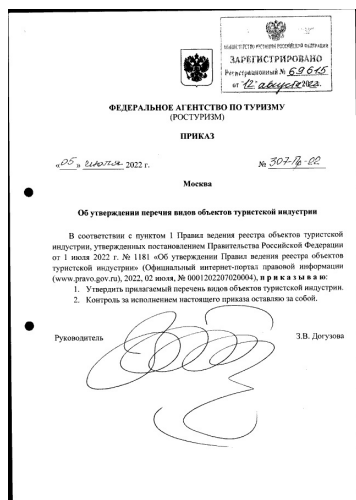 МИНИСТЕРСТВО ЮСТИЦИИ РОССИЙСКОЙ ФЕДЕРАЦИИ
ЗАРЕГИСТРИРОВАНО
Регистрационный № 69615
от "12" августа 2022.
ФЕДЕРАЛЬНОЕ АГЕНТСТВО ПО ТУРИЗМУ
(РОСТУРИЗМ)
ПРИКАЗ
«05» июля 2022 г. № 307-Пр-22
Москва
Об утверждении перечня видов объектов туристской индустрии
В соответствии с пунктом 1 Правил ведения реестра объектов туристской
индустрии, утвержденных постановлением Правительства Российской Федерации
от 1 июля 2022 г. № 1181 «Об утверждении Правил ведения реестра объектов
туристской индустрии» (Официальный интернет-портал правовой информации
(www.pravo.gov.ru), 2022, 02 июля, № 0001202207020004), п р и к а з ы в а ю:
1. Утвердить прилагаемый перечень видов объектов туристской индустрии.
2. Контроль за исполнением настоящего приказа оставляю за собой.
Руководитель З.В. Догузова